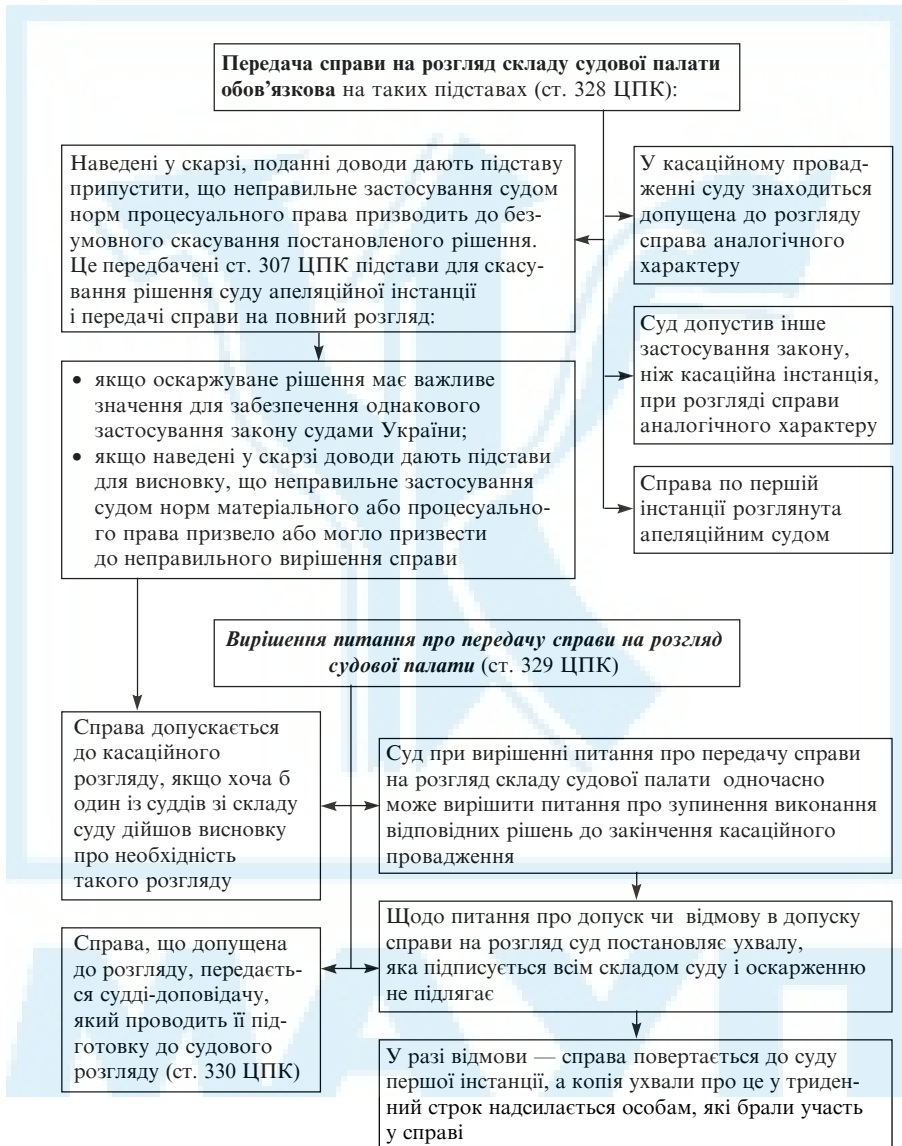 Передача справи на розгляд складу судової палати
обов'язкова на таких підставах (ст. 328 ЦПК):
Наведені у скарзі, поданні доводи дають підставу
припустити, що неправильне застосування судом
норм процесуального права призводить до без-
умовного скасування постановленого рішення.
Це передбачені ст. 307 ЦПК підстави для скасу-
вання рішення суду апеляційної інстанції
і передачі справи на повний розгляд:
У касаційному провад-
женні суду знаходиться
допущена до розгляду
справа аналогічного
характеру
Суд допустив інше
застосування закону,
ніж касаційна інстанція,
при розгляді справи
аналогічного характеру
• якщо оскаржуване рішення має важливе
значення для забезпечення однакового
застосування закону судами України;
• якщо наведені у скарзі доводи дають підстави
для висновку, що неправильне застосування
судом норм матеріального або процесуально-
го права призвело або могло призвести
до неправильного вирішення справи
Справа по першій
інстанції розглянута
апеляційним судом
Вирішення питання про передачу справи на розгляд
судової палати (ст. 329 ЦПК)
Справа допускається
до касаційного
розгляду, якщо хоча б
один із суддів зі складу
суду дійшов висновку
про необхідність
такого розгляду
Суд при вирішенні питання про передачу справи
на розгляд складу судової палати одночасно
може вирішити питання про зупинення виконання
відповідних рішень до закінчення касаційного
провадження
Справа, що допущена
до розгляду, передаєть-
ся судді-доповідачу,
який проводить її під-
готовку до судового
розгляду (ст. 330 ЦПК)
Щодо питання про допуск чи відмову в допуску
справи на розгляд суд постановляє ухвалу,
яка підписується всім складом суду і оскарженню
не підлягає
У разі відмови — справа повертається до суду
першої інстанції, а копія ухвали про це у триден-
ний строк надсилається особам, які брали участь
у справі
МАУП